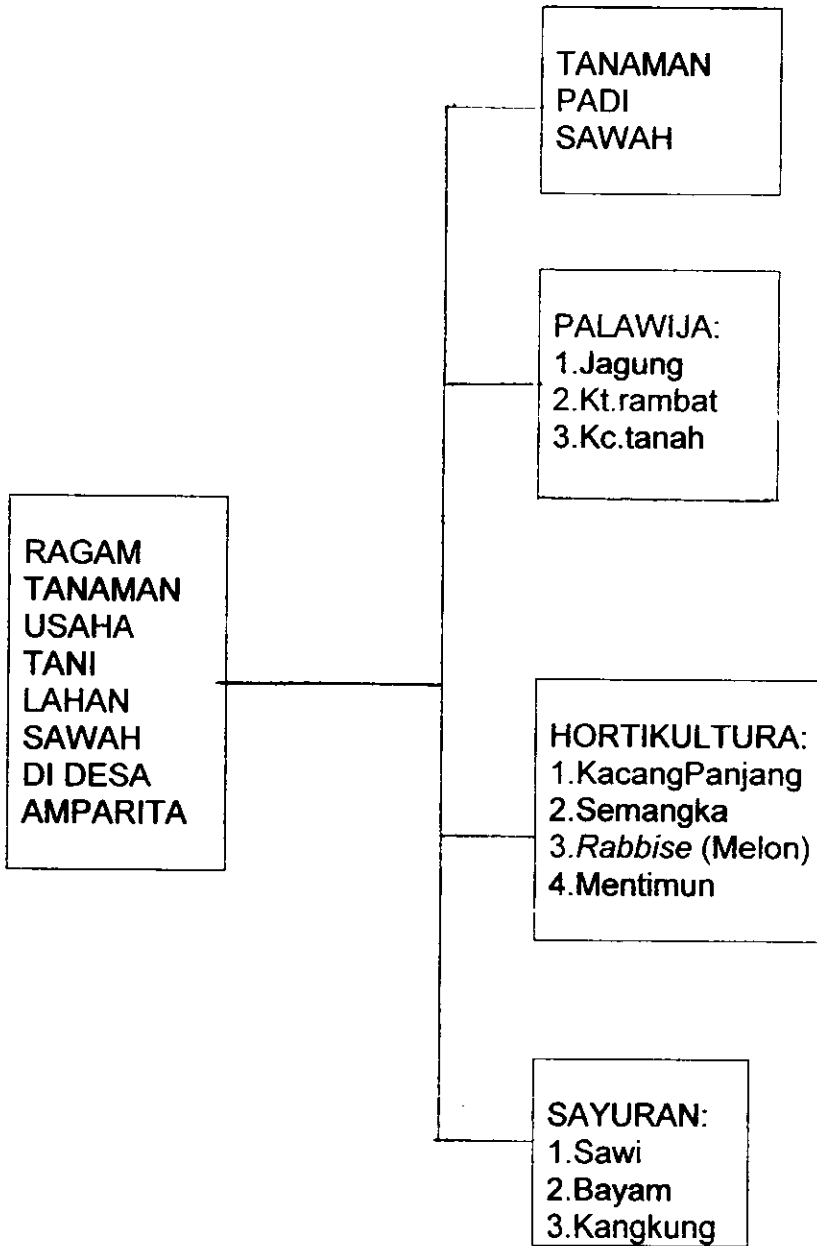 TANAMAN
PADI
SAWAH
PALAWIJA:
1.Jagung
2.Kt.rambat
3.Kc.tanah
RAGAM
TANAMAN
USAHA
TANI
LAHAN
SAWAH
DI DESA
AMPARITA
HORTIKULTURA:
1.KacangPanjang
2.Semangka
3.Rabbise (Melon)
4.Mentimun
SAYURAN:
1.Sawi
2.Bayam
3.Kangkung